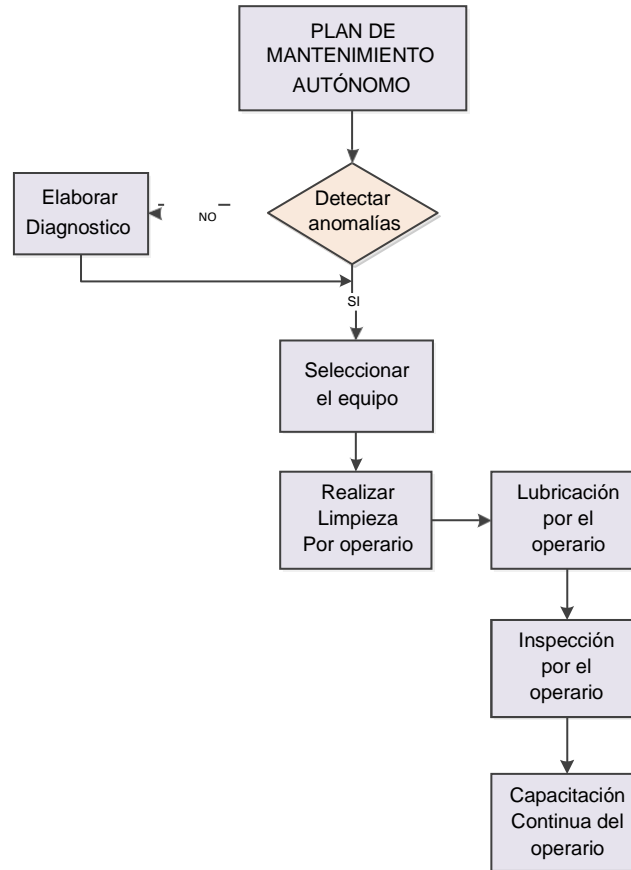 PLAN DE
MANTENIMIENTO
AUTÓNOMO
Detectar
anomalías
Elaborar
Diagnostico
NO
SI
Seleccionar
el equipo
Realizar
Limpieza
Por operario
Lubricación
por el
operario
Inspección
por el
operario
Capacitación
Continua del
operario